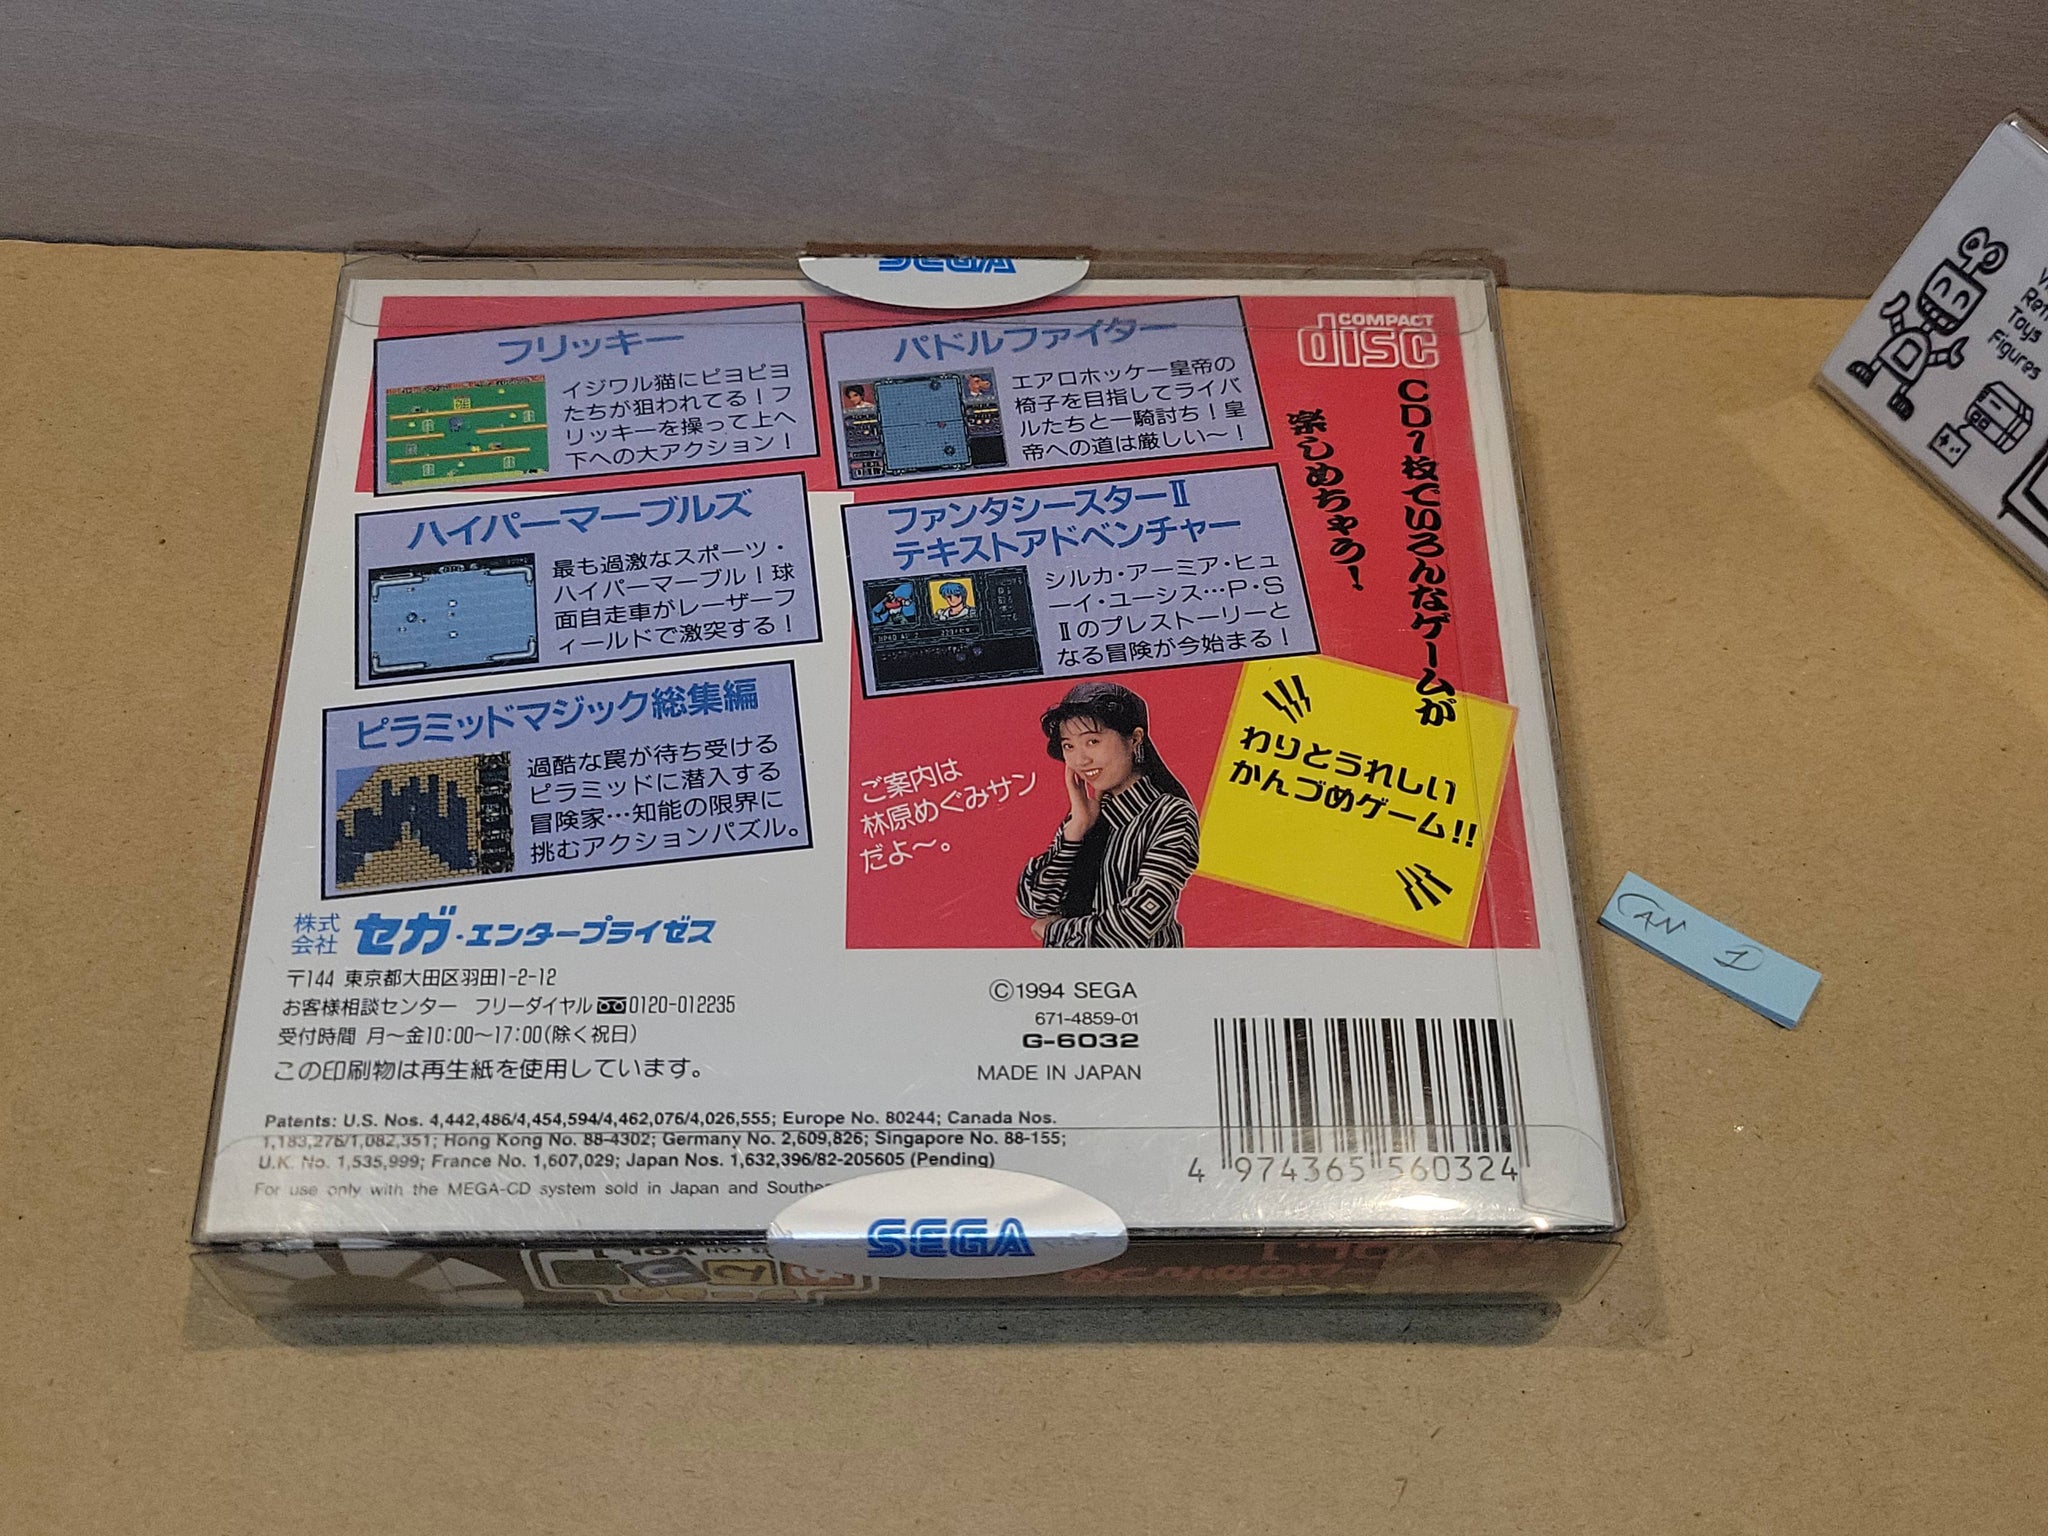 SEGA
フリッキー
イジワル猫にピヨピヨ
たちが狙われてる！フ
リッキーを操って上へ
下への大アクション！
パドルファイター
エアロホッケー皇帝の
椅子を目指してライバ
ルたちと一騎討ち！皇
帝への道は厳しい〜！
COMPACT
disc
CD1枚でいろんなゲームが
楽しめちゃう！
ハイパーマーブルズ
最も過激なスポーツ・
ハイパーマーブル！球
面自走車がレーザーフ
ィールドで激突する！
ファンタシースターⅡ
テキストアドベンチャー
シルカ・アーミア・ヒュ
ーイ・ユーシス…P・S
Ⅱのプレストーリーと
なる冒険が今始まる！
ピラミッドマジック総集編
過酷な罠が待ち受ける
ピラミッドに潜入する
冒険家…知能の限界に
挑むアクションパズル。
ご案内は
林原めぐみサン
だよ〜。
わりとうれしい
かんづめゲーム!!
株式会社 セガ・エンタープライゼス
〒144 東京都大田区羽田1-2-12
お客様相談センター フリーダイヤル 0120-012235
受付時間 月〜金10:00〜17:00(除く祝日)
この印刷物は再生紙を使用しています。
©1994 SEGA
671-4859-01
G-6032
MADE IN JAPAN
Patents: U.S. Nos. 4,442,486/4,454,594/4,462,076/4,026,555; Europe No. 80244; Canada Nos.
1,183,276/1,082,351; Hong Kong No. 88-4302; Germany No. 2,609,826; Singapore No. 88-155;
U.K. No. 1,535,999; France No. 1,607,029; Japan Nos. 1,632,396/82-205605 (Pending)
For use only with the MEGA-CD system sold in Japan and Southe
4 974365 560324
SEGA
CAN 1
Toys
Figures